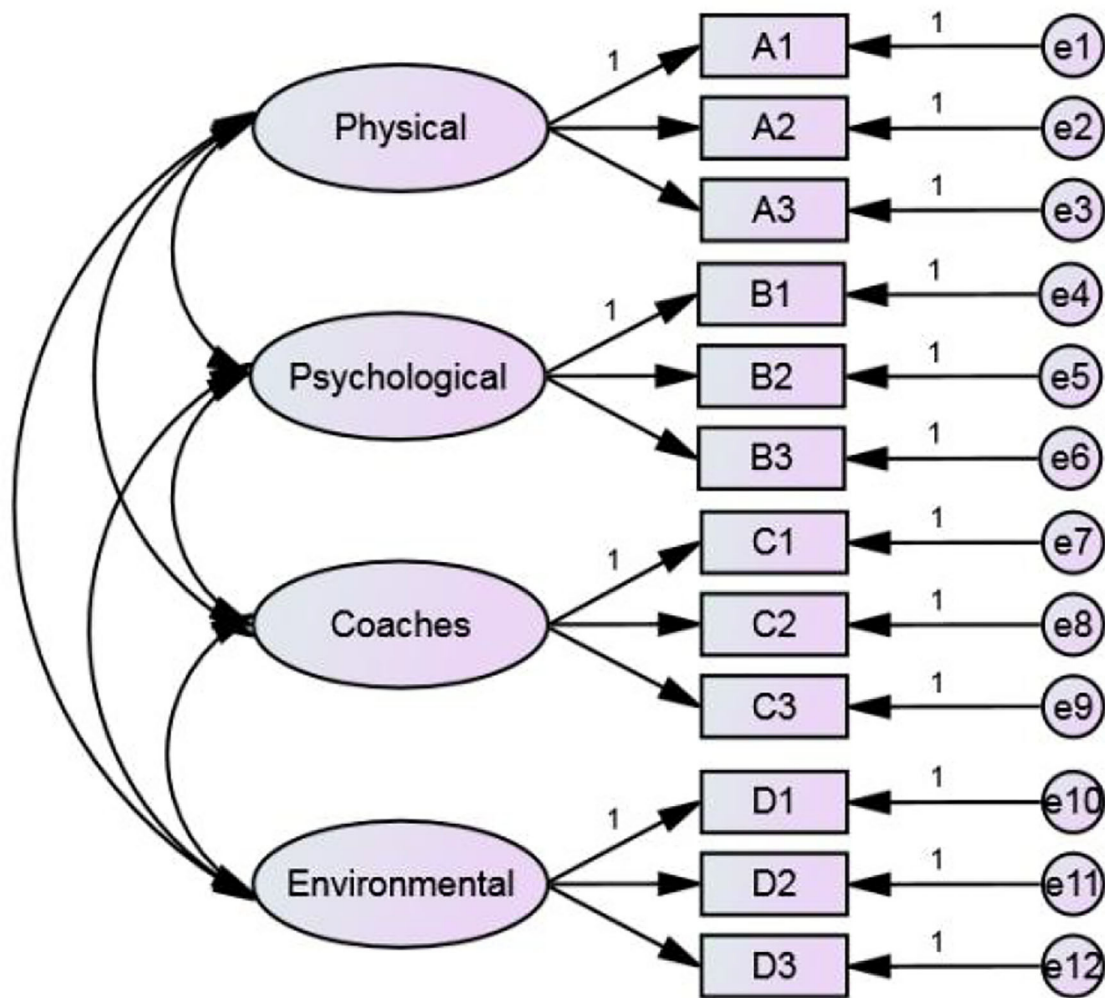 A1
1
e1
1
Physical
A2
1
e2
A3
1
e3
B1
1
e4
1
Psychological
B2
1
e5
B3
1
e6
C1
1
e7
1
Coaches
C2
1
e8
C3
1
e9
D1
1
e10
1
Environmental
D2
1
e11
D3
1
e12